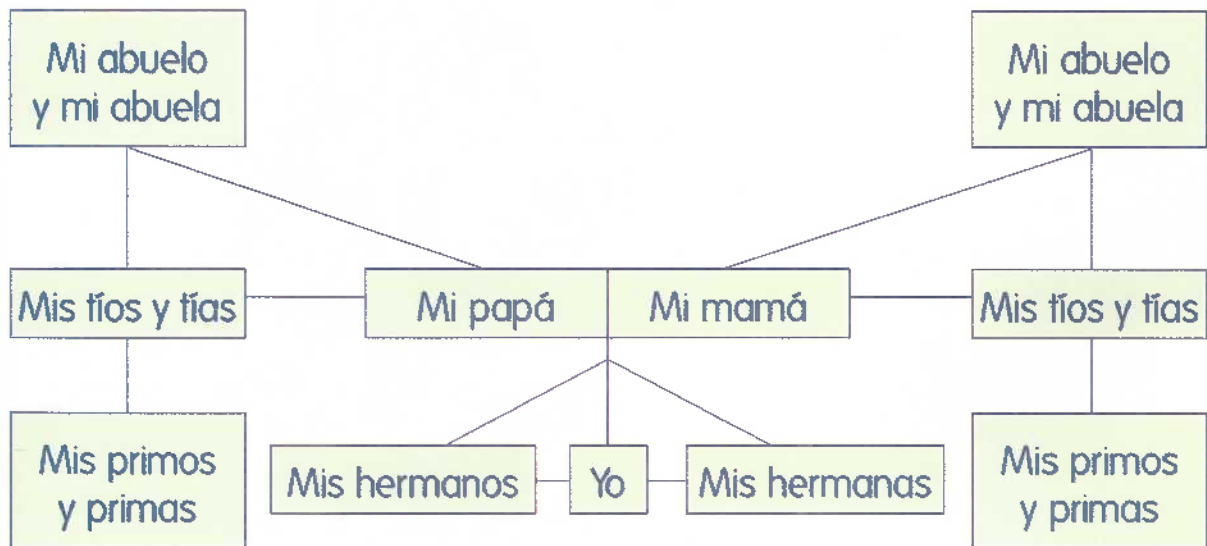 Mi abuelo
y mi abuela
Mi abuelo
y mi abuela
Mis tíos y tías
Mi papá
Mi mamá
Mis tíos y tías
Mis primos
y primas
Mis hermanos
Yo
Mis hermanas
Mis primos
y primas